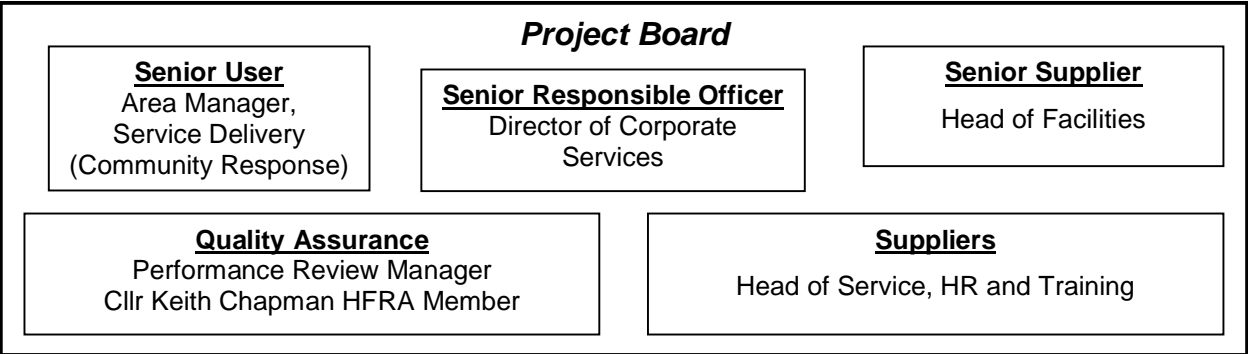 Project Board
Senior User
Area Manager,
Service Delivery
(Community Response)
Senior Responsible Officer
Director of Corporate
Services
Senior Supplier
Head of Facilities
Quality Assurance
Performance Review Manager
Cllr Keith Chapman HFRA Member
Suppliers
Head of Service, HR and Training